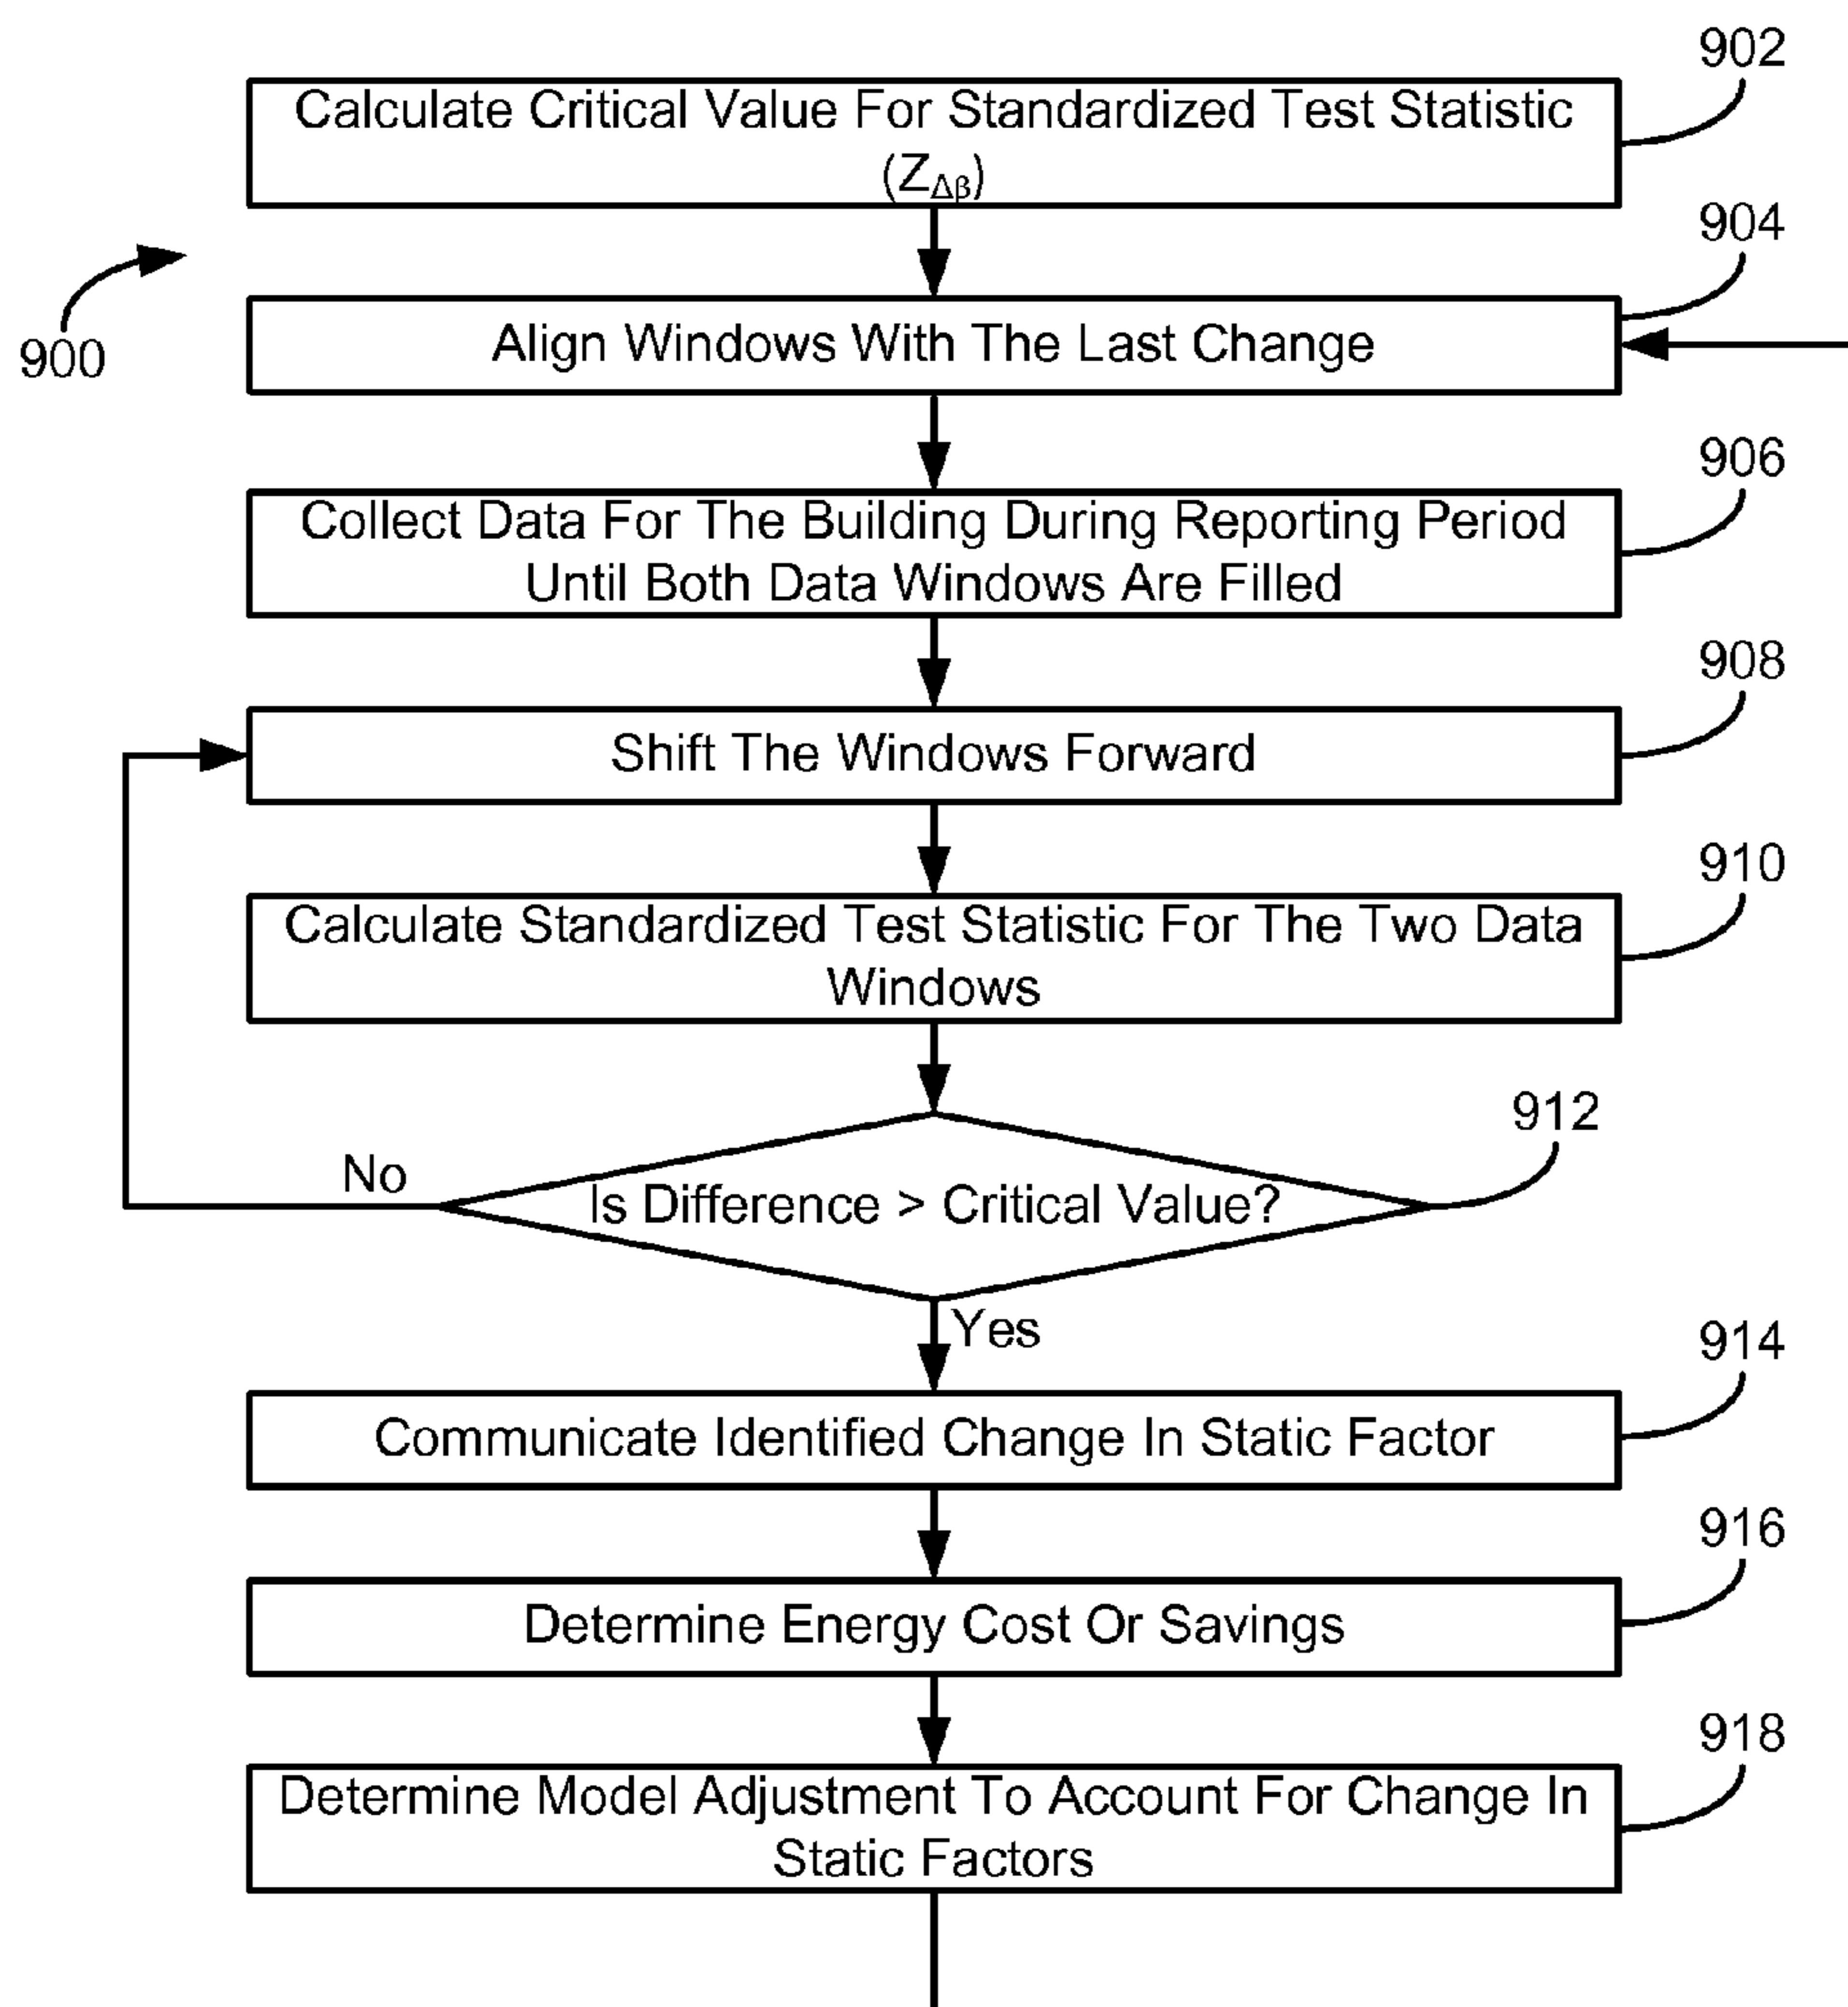 902
Calculate Critical Value For Standardized Test Statistic
(ZΔβ)
904
900
Align Windows With The Last Change
906
Collect Data For The Building During Reporting Period
Until Both Data Windows Are Filled
908
Shift The Windows Forward
910
Calculate Standardized Test Statistic For The Two Data
Windows
912
No
Is Difference > Critical Value?
Yes
914
Communicate Identified Change In Static Factor
916
Determine Energy Cost Or Savings
918
Determine Model Adjustment To Account For Change In
Static Factors